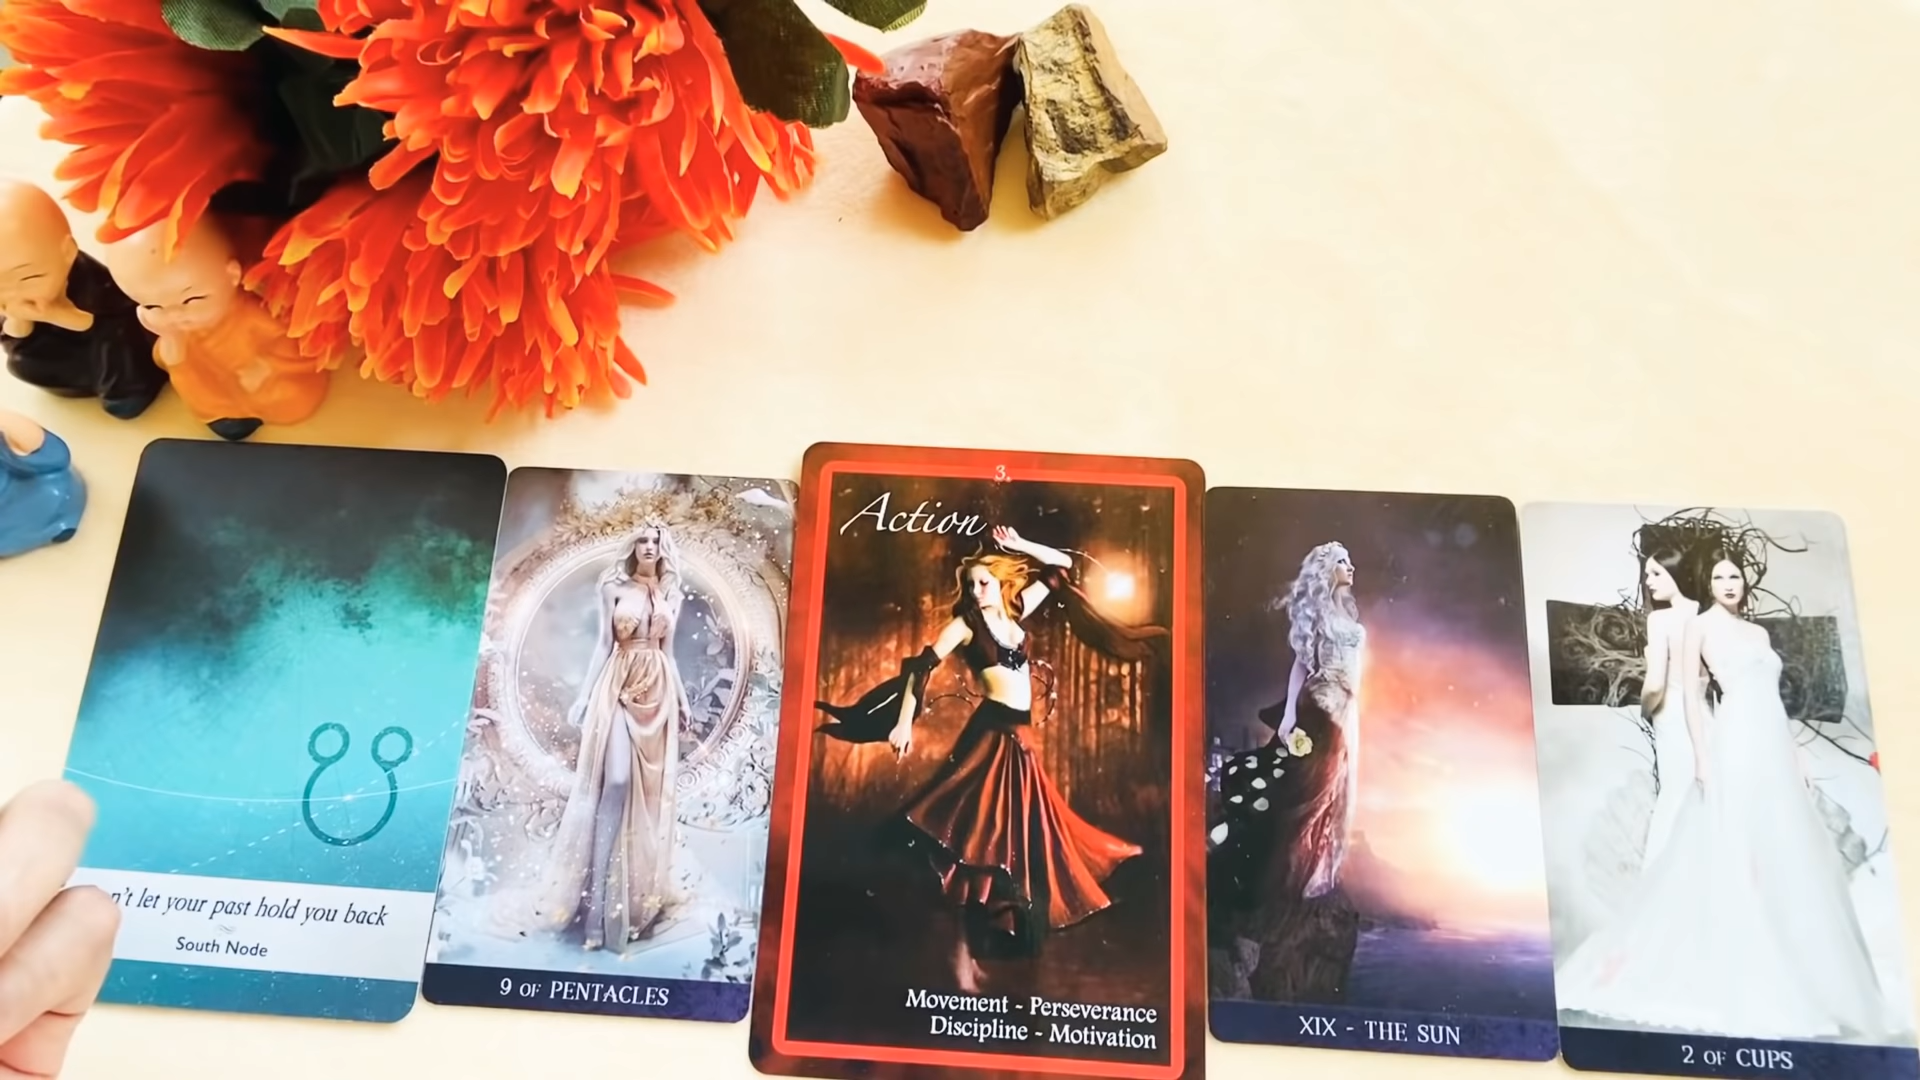 n't let your past hold you back
South Node
9 OF PENTACLES
3.
Action
Movement - Perseverance
Discipline - Motivation
XIX - THE SUN
2 OF CUPS